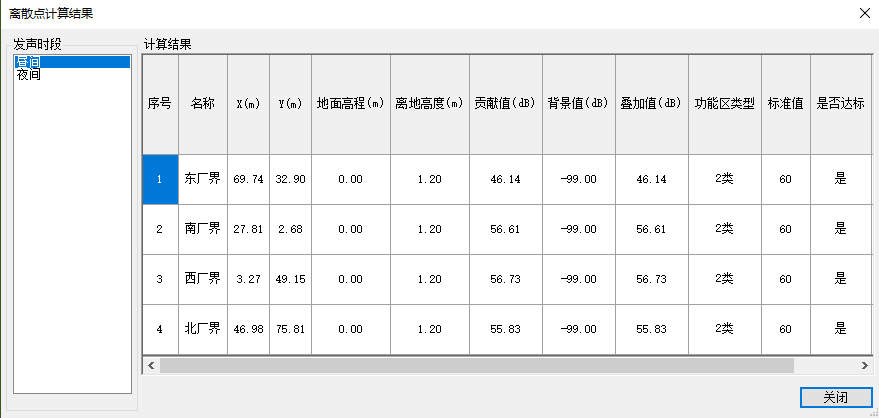 离散点计算结果
发声时段
昼间
夜间
计算结果
序号 名称 X(m) Y(m) 地面高程(m) 离地高度(m) 贡献值(dB) 背景值(dB) 叠加值(dB) 功能区类型 标准值 是否达标
1 东厂界 69.74 32.90 0.00 1.20 46.14 -99.00 46.14 2类 60 是
2 南厂界 27.81 2.68 0.00 1.20 56.61 -99.00 56.61 2类 60 是
3 西厂界 3.27 49.15 0.00 1.20 56.73 -99.00 56.73 2类 60 是
4 北厂界 46.98 75.81 0.00 1.20 55.83 -99.00 55.83 2类 60 是
关闭